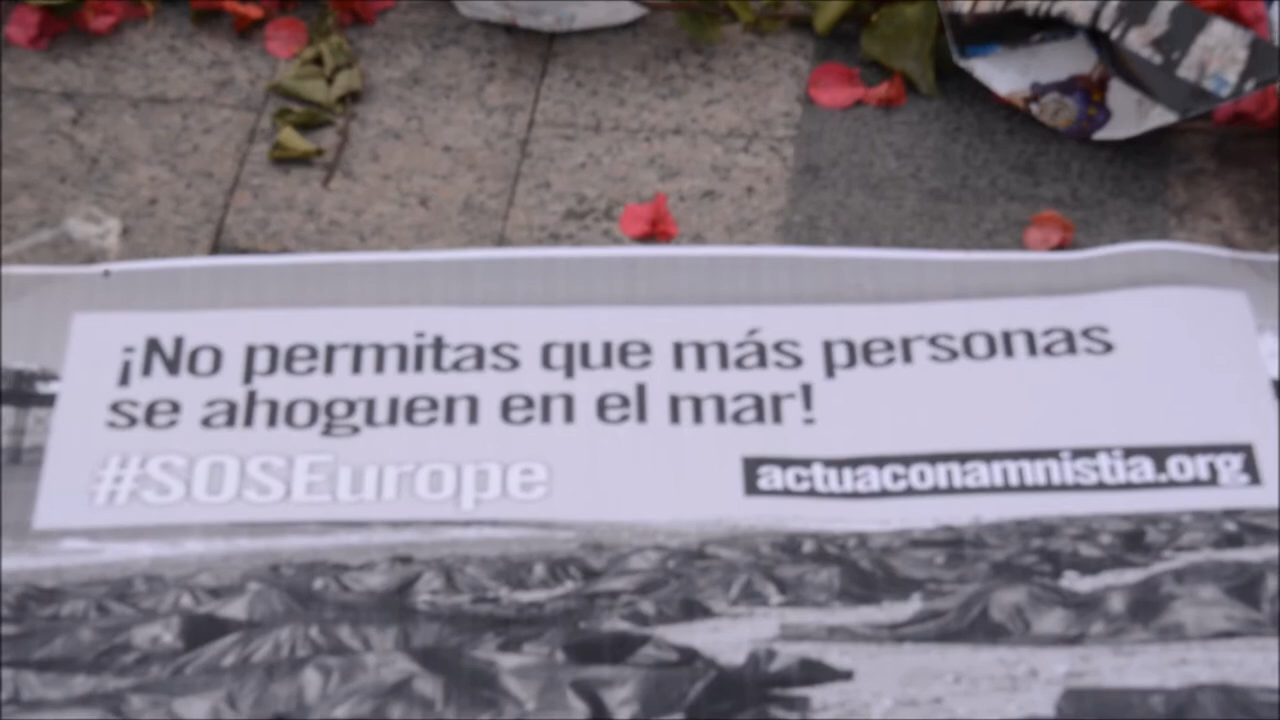 ¡No permitas que más personas
se ahoguen en el mar!
#SOSEurope
actuaconamnistia.org